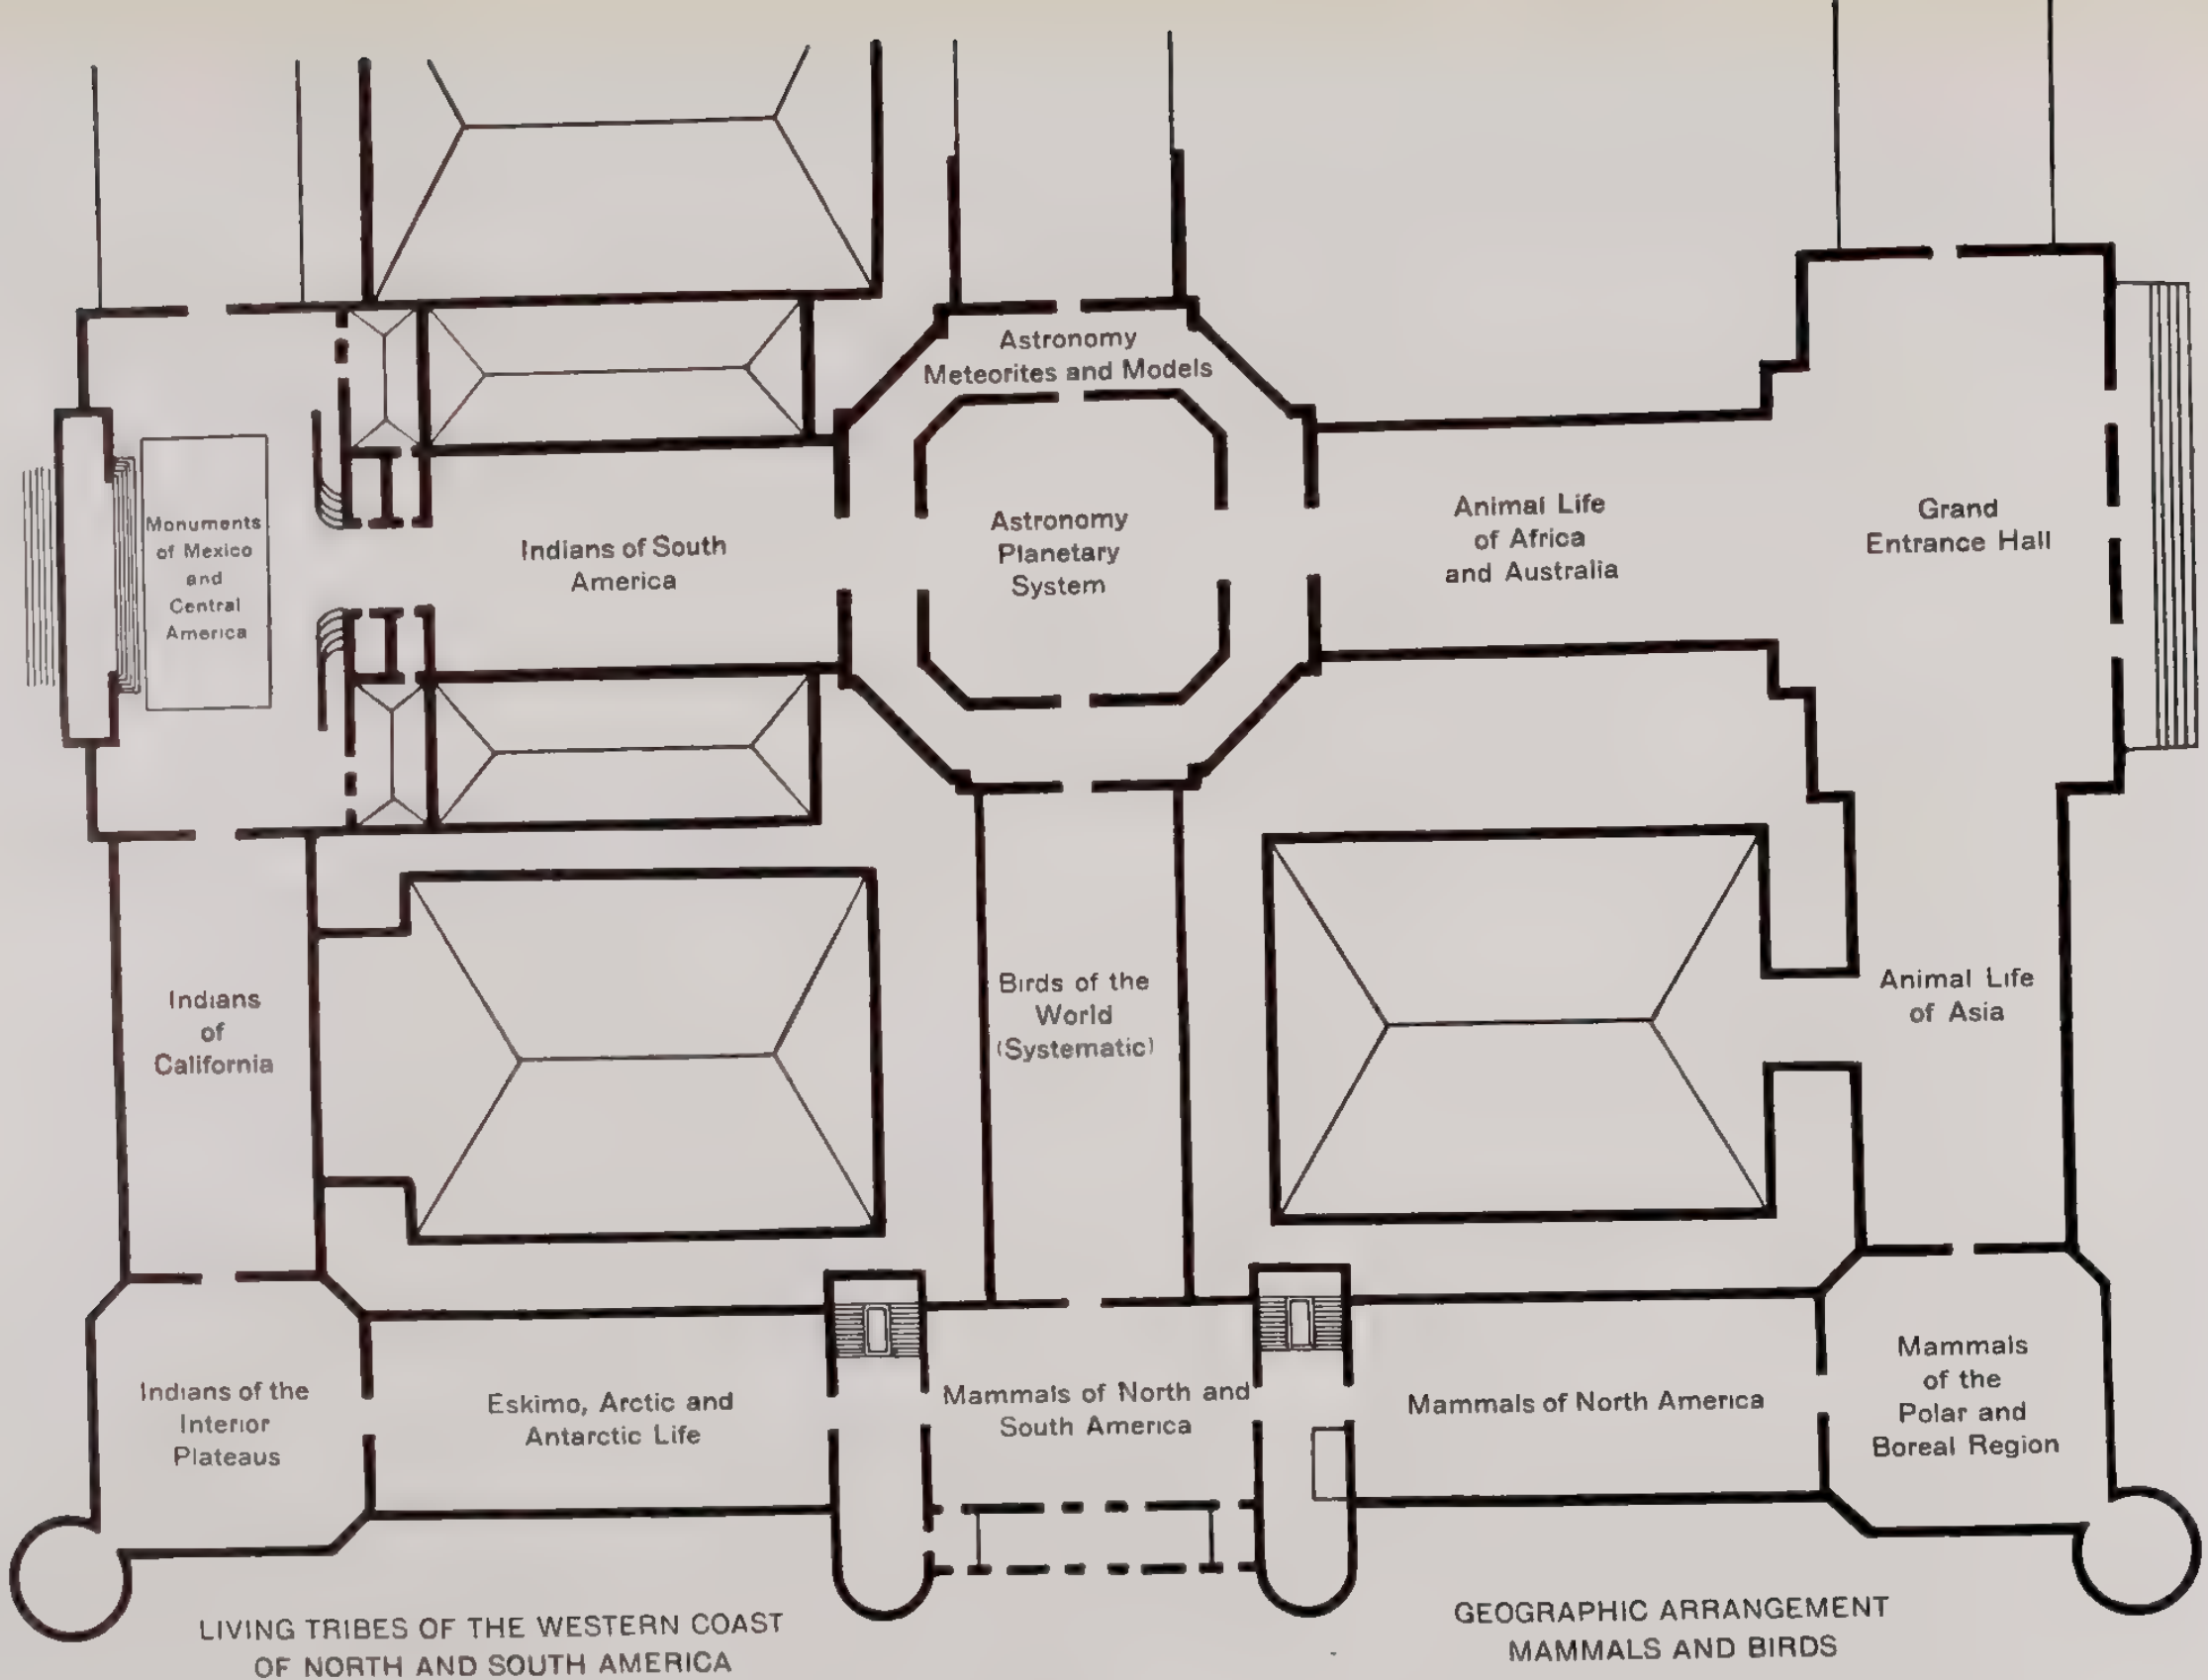 Astronomy
Meteorites and Models
Monuments
of Mexico
and
Central
America
Indians of South
America
Astronomy
Planetary
System
Animal Life
of Africa
and Australia
Grand
Entrance Hall
Indians
of
California
Birds of the
World
(Systematic)
Animal Life
of Asia
Indians of the
Interior
Plateaus
Eskimo, Arctic and
Antarctic Life
Mammals of North and
South America
Mammals of North America
Mammals
of the
Polar and
Boreal Region
LIVING TRIBES OF THE WESTERN COAST
OF NORTH AND SOUTH AMERICA
GEOGRAPHIC ARRANGEMENT
MAMMALS AND BIRDS